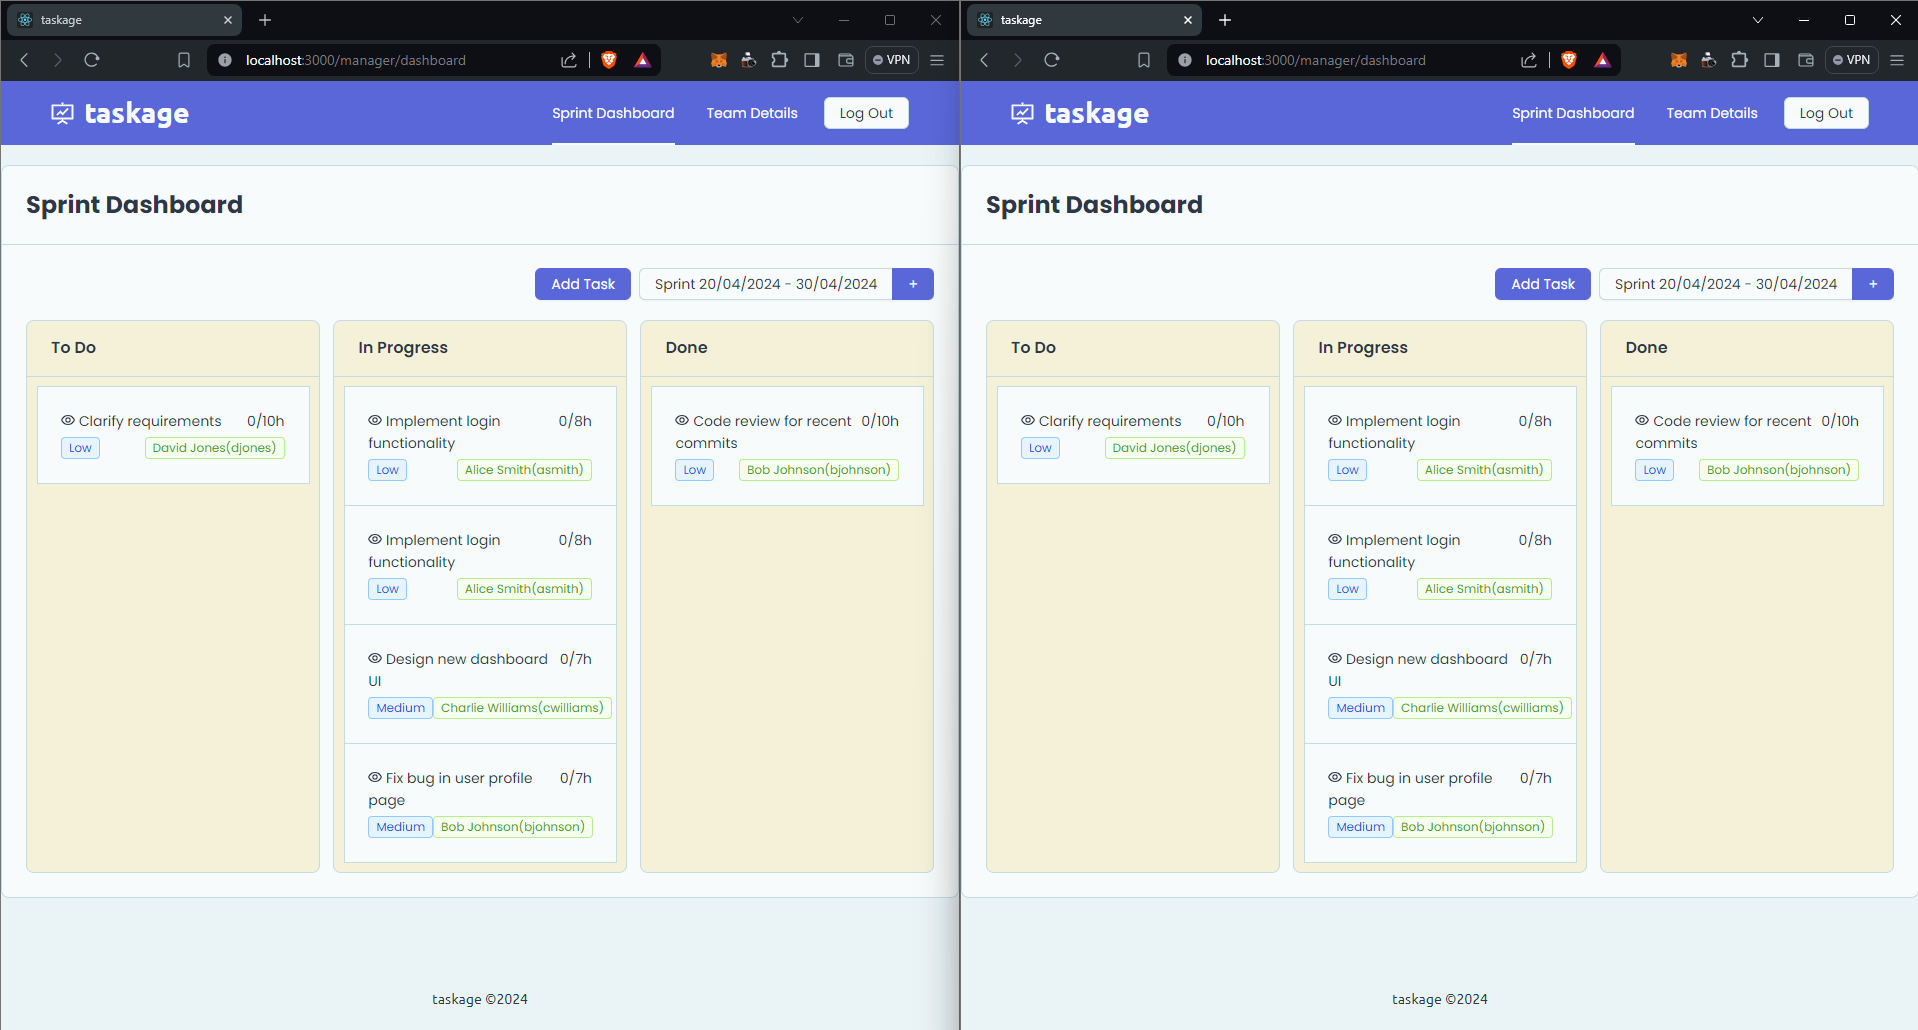 taskage
localhost:3000/manager/dashboard
VPN
taskage
Sprint Dashboard
Team Details
Log Out
Sprint Dashboard
Add Task
Sprint 20/04/2024 - 30/04/2024
+
To Do
Clarify requirements 0/10h
Low
David Jones(djones)
In Progress
Implement login 0/8h
functionality
Low
Alice Smith(asmith)
Implement login 0/8h
functionality
Low
Alice Smith(asmith)
Design new dashboard 0/7h
UI
Medium
Charlie Williams(cwilliams)
Fix bug in user profile 0/7h
page
Medium
Bob Johnson(bjohnson)
Done
Code review for recent 0/10h
commits
Low
Bob Johnson(bjohnson)
taskage ©2024
taskage
localhost:3000/manager/dashboard
VPN
taskage
Sprint Dashboard
Team Details
Log Out
Sprint Dashboard
Add Task
Sprint 20/04/2024 - 30/04/2024
+
To Do
Clarify requirements 0/10h
Low
David Jones(djones)
In Progress
Implement login 0/8h
functionality
Low
Alice Smith(asmith)
Implement login 0/8h
functionality
Low
Alice Smith(asmith)
Design new dashboard 0/7h
UI
Medium
Charlie Williams(cwilliams)
Fix bug in user profile 0/7h
page
Medium
Bob Johnson(bjohnson)
Done
Code review for recent 0/10h
commits
Low
Bob Johnson(bjohnson)
taskage ©2024